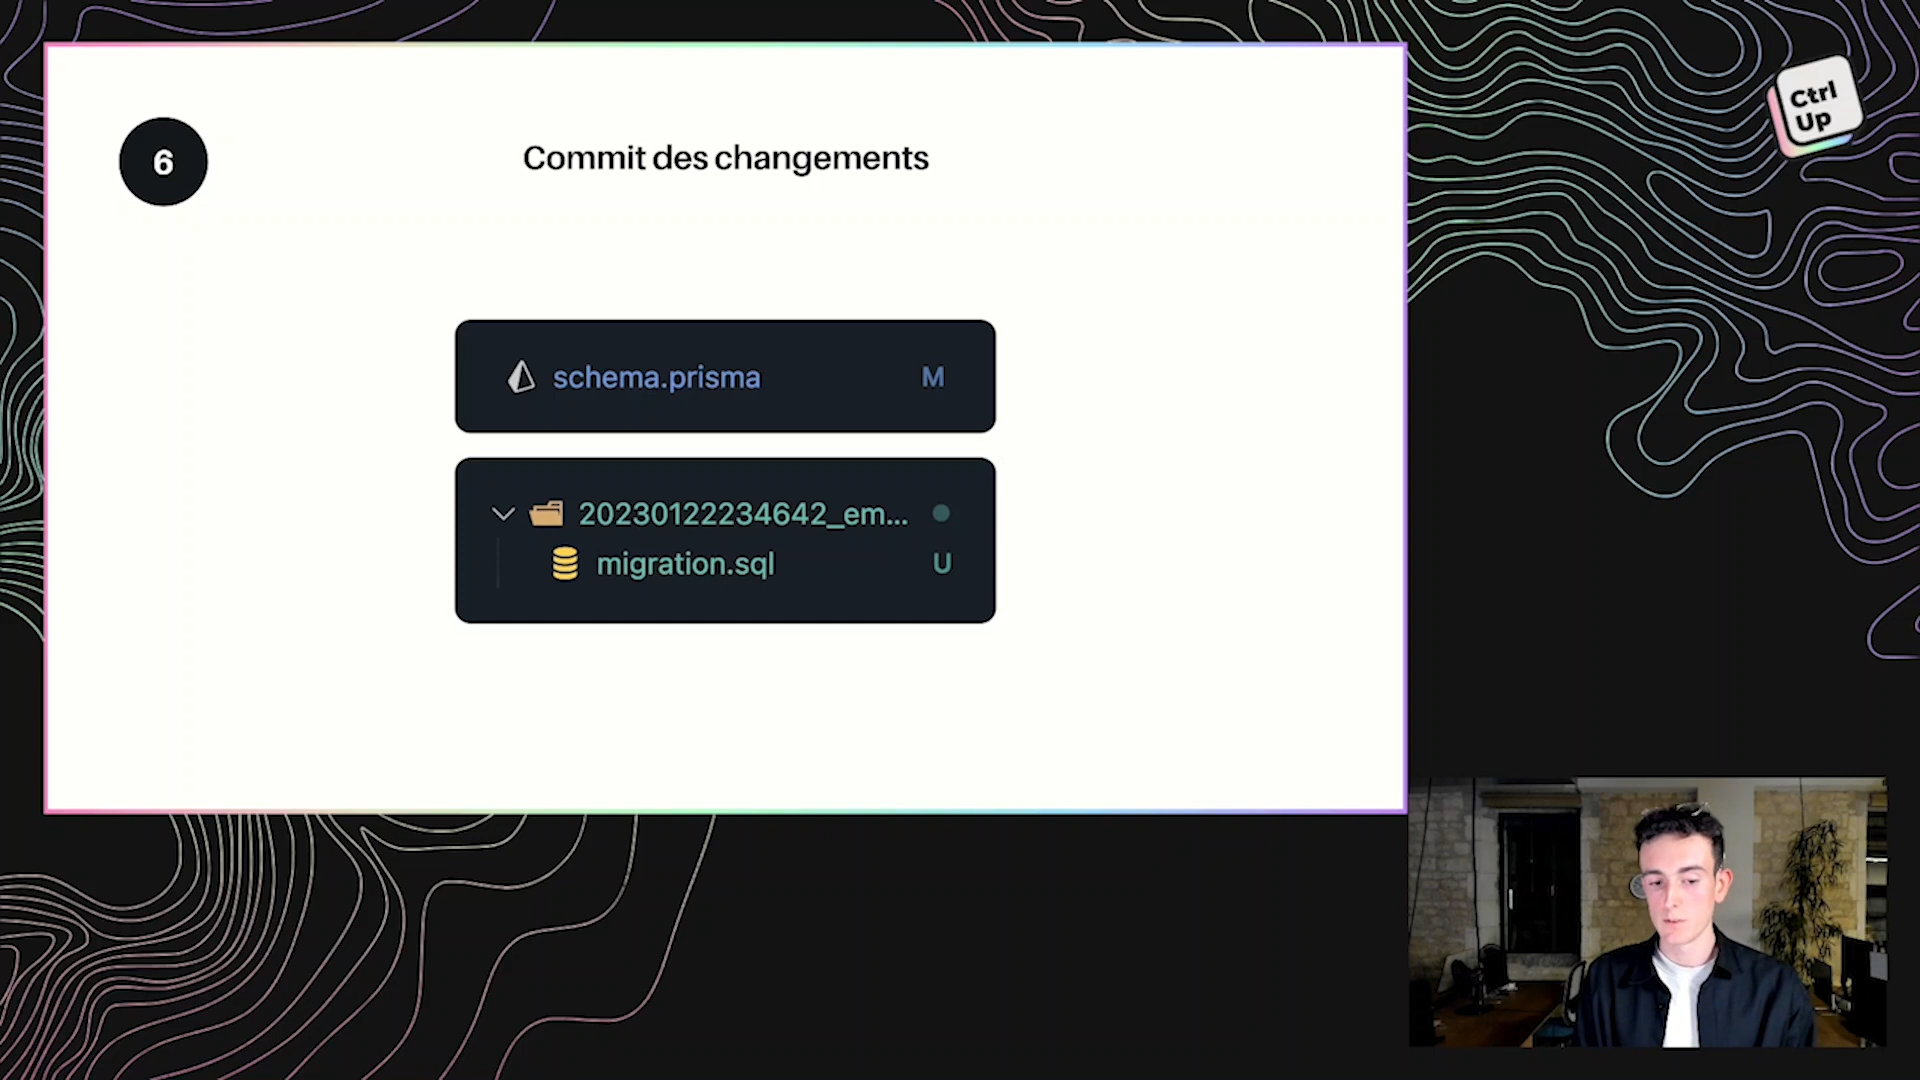 Ctrl
Up
6
Commit des changements
schema.prisma M
20230122234642_em...
migration.sql U